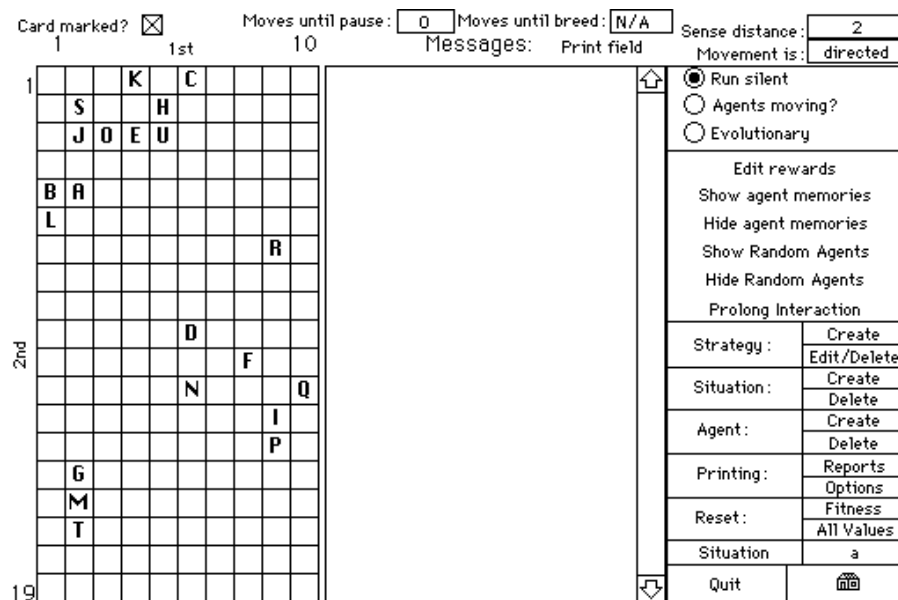 Card marked? Moves until pause: 0 Moves until breed: N/A Sense distance: 2
1 1st 10 Messages: Print field Movement is: directed
1 K C
Run silent
S H
Agents moving?
J O E U
Evolutionary
Edit rewards
B A
Show agent memories
L
Hide agent memories
R
Show Random Agents
Hide Random Agents
Prolong Interaction
D
Strategy: Create
2nd F
Edit/Delete
N Q
Situation: Create
Delete
I
Agent: Create
P
Delete
G
Printing: Reports
Options
M
Reset: Fitness
T
All Values
Situation a
19
Quit